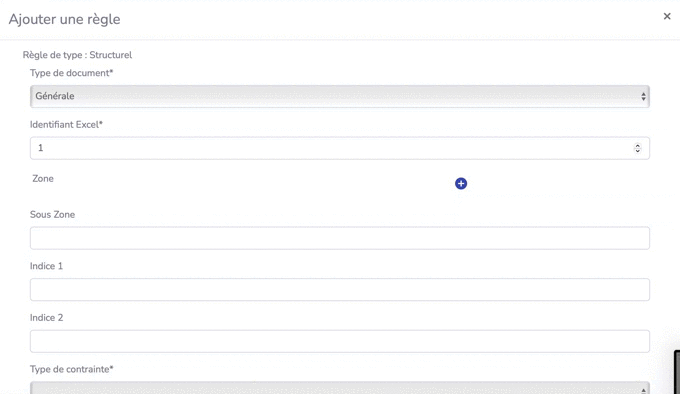 Ajouter une règle
×
Règle de type : Structurel
Type de document*
Générale
Identifiant Excel*
1
Zone
Sous Zone
Indice 1
Indice 2
Type de contrainte*